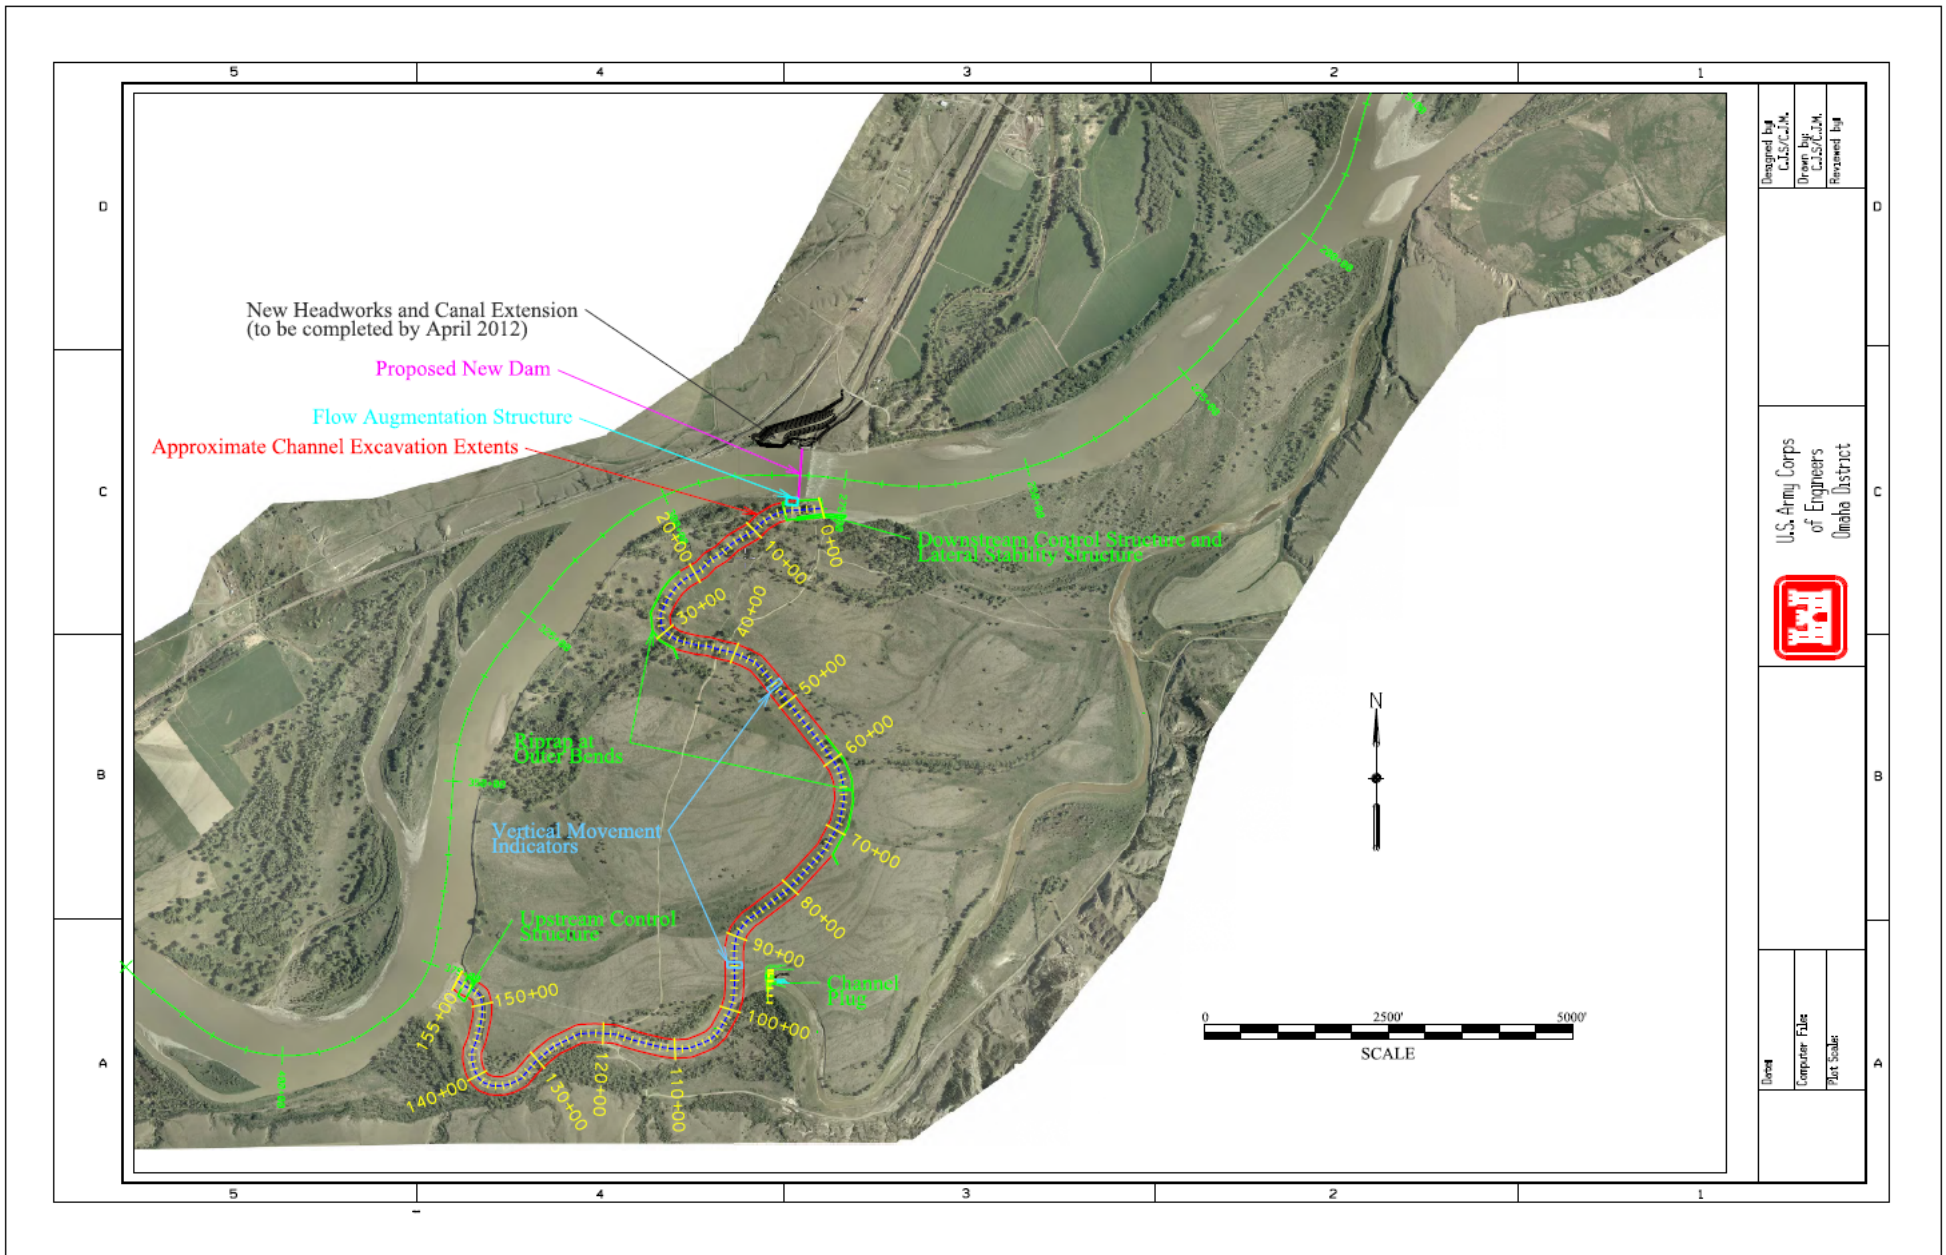 5 4 3 2 1
D
D
C
C
B
B
A
A
New Headworks and Canal Extension
(to be completed by April 2012)
Proposed New Dam
Flow Augmentation Structure
Approximate Channel Excavation Extents
Downstream Control Structure and
Lateral Stability Structure
Riprap at
Outer Bends
Vertical Movement
Indicators
Upstream Control
Structure
Channel
Plug
0+00
10+00
20+00
30+00
40+00
50+00
60+00
70+00
80+00
90+00
100+00
110+00
120+00
130+00
140+00
150+00
155+00
N
0 2500' 5000'
SCALE
Designed by:
C.J.S/C.J.M.
Drawn by:
C.J.S/C.J.M.
Reviewed by:
U.S. Army Corps
of Engineers
Omaha District
Date:
Computer File:
Plot Scale:
5 4 3 2 1